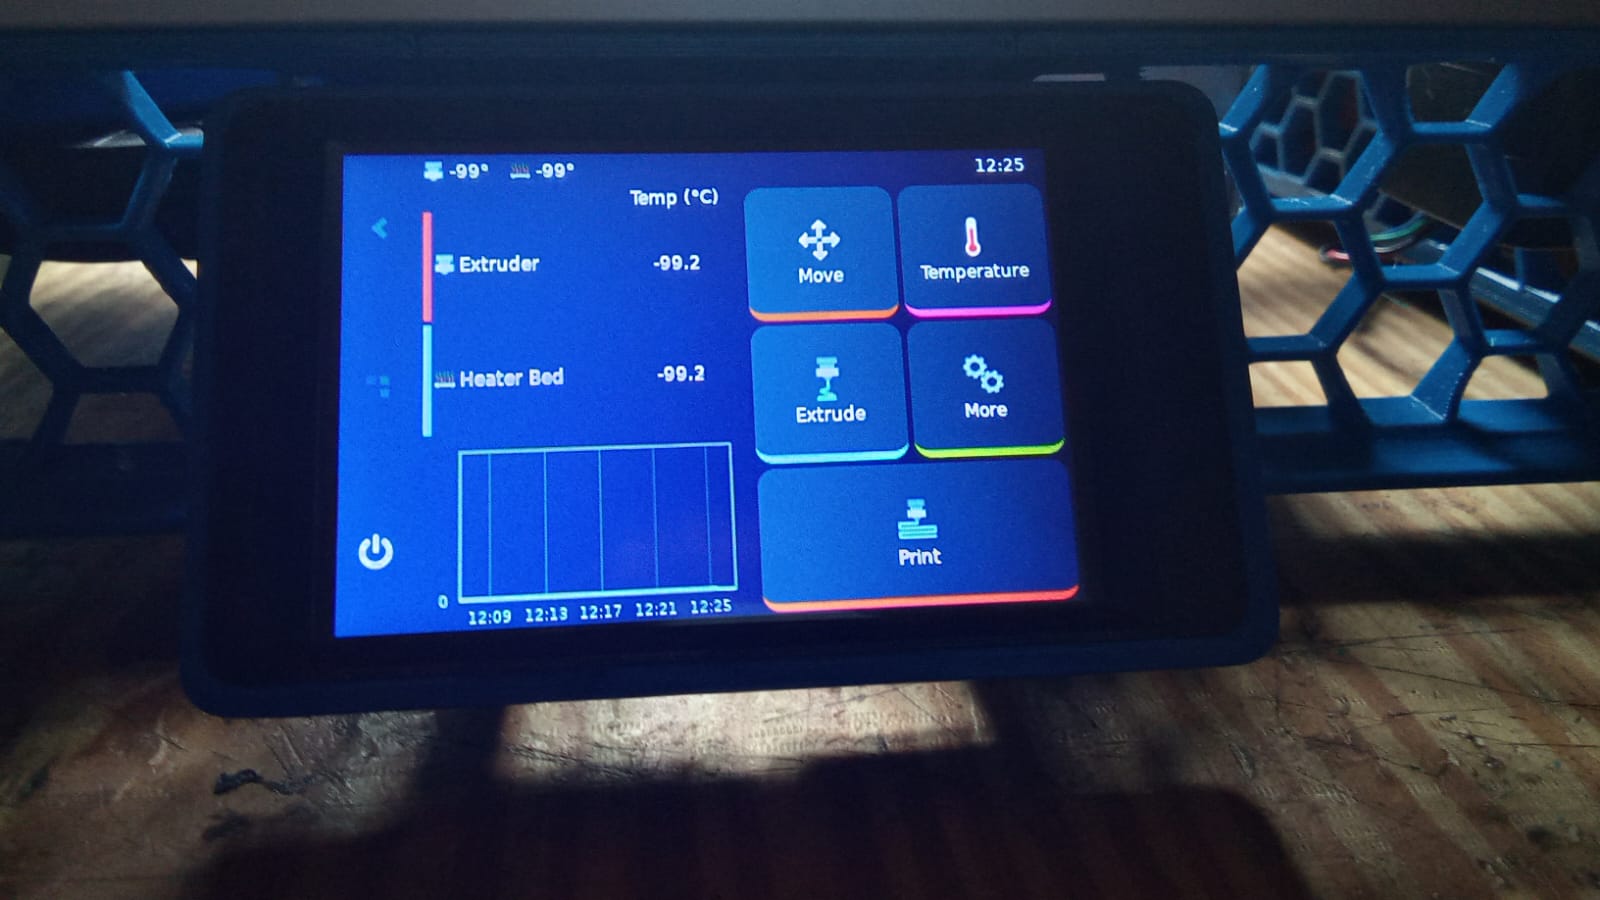 -99° -99° 12:25
Temp (°C)
Extruder -99.2
Heater Bed -99.2
0
12:09 12:13 12:17 12:21 12:25
Move
Temperature
Extrude
More
Print